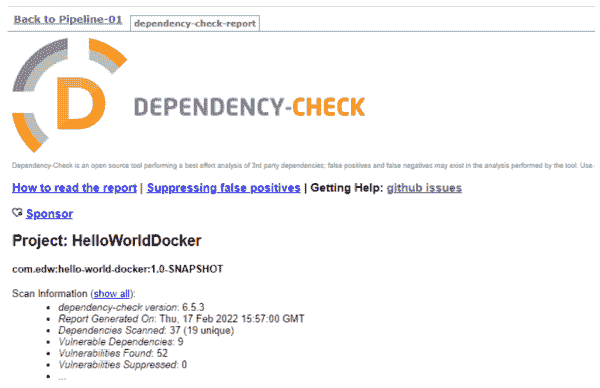 Back to Pipeline-01 dependency-check-report
D DEPENDENCY-CHECK
Dependency-Check is an open source tool performing a best effort analysis of 3rd party dependencies; false positives and false negatives may exist in the analysis performed by the tool. Use
How to read the report | Suppressing false positives | Getting Help: github issues
Sponsor
Project: HelloWorldDocker
com.edw:hello-world-docker:1.0-SNAPSHOT
Scan Information (show all):
• dependency-check version: 6.5.3
• Report Generated On: Thu, 17 Feb 2022 15:57:00 GMT
• Dependencies Scanned: 37 (19 unique)
• Vulnerable Dependencies: 9
• Vulnerabilities Found: 52
• Vulnerabilities Suppressed: 0
• ...